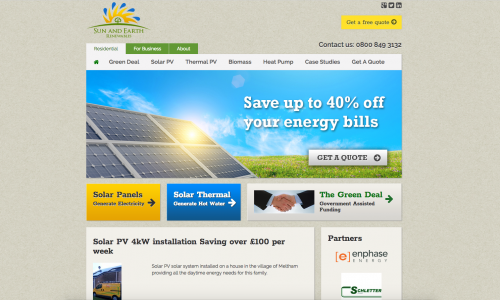 SUN AND EARTH
RENEWABLES
Get a free quote
Residential
For Business
About
Contact us: 0800 849 3132
Green Deal
Solar PV
Thermal PV
Biomass
Heat Pump
Case Studies
Get A Quote
Save up to 40% off
your energy bills
GET A QUOTE
Solar Panels
Generate Electricity
Solar Thermal
Generate Hot Water
The Green Deal
Government Assisted
Funding
Solar PV 4kW installation Saving over £100 per
week
Solar PV solar system installed on a house in the village of Meltham
providing all the daytime energy needs for this family.
Partners
[e] enphase
ENERGY
SCHLETTER